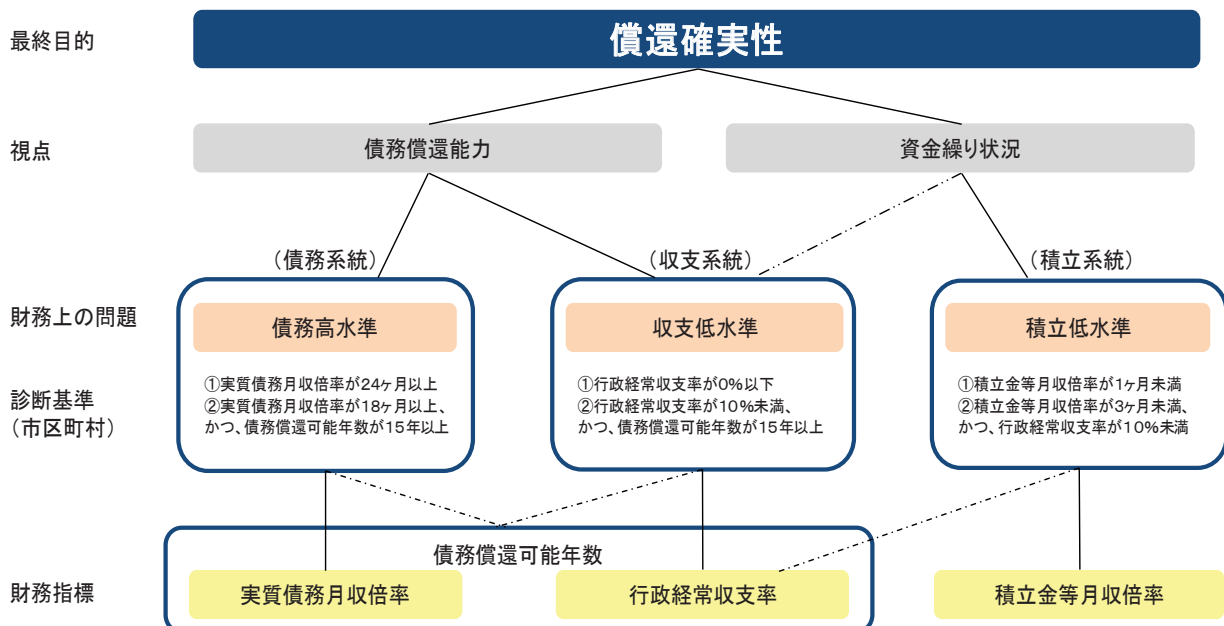 最終目的
償還確実性
視点
債務償還能力
資金繰り状況
（債務系統）
（収支系統）
（積立系統）
財務上の問題
債務高水準
収支低水準
積立低水準
診断基準
（市区町村）
①実質債務月収倍率が24ヶ月以上
②実質債務月収倍率が18ヶ月以上、
かつ、債務償還可能年数が15年以上
①行政経常収支率が0%以下
②行政経常収支率が10%未満、
かつ、債務償還可能年数が15年以上
①積立金等月収倍率が1ヶ月未満
②積立金等月収倍率が3ヶ月未満、
かつ、行政経常収支率が10%未満
債務償還可能年数
財務指標
実質債務月収倍率
行政経常収支率
積立金等月収倍率